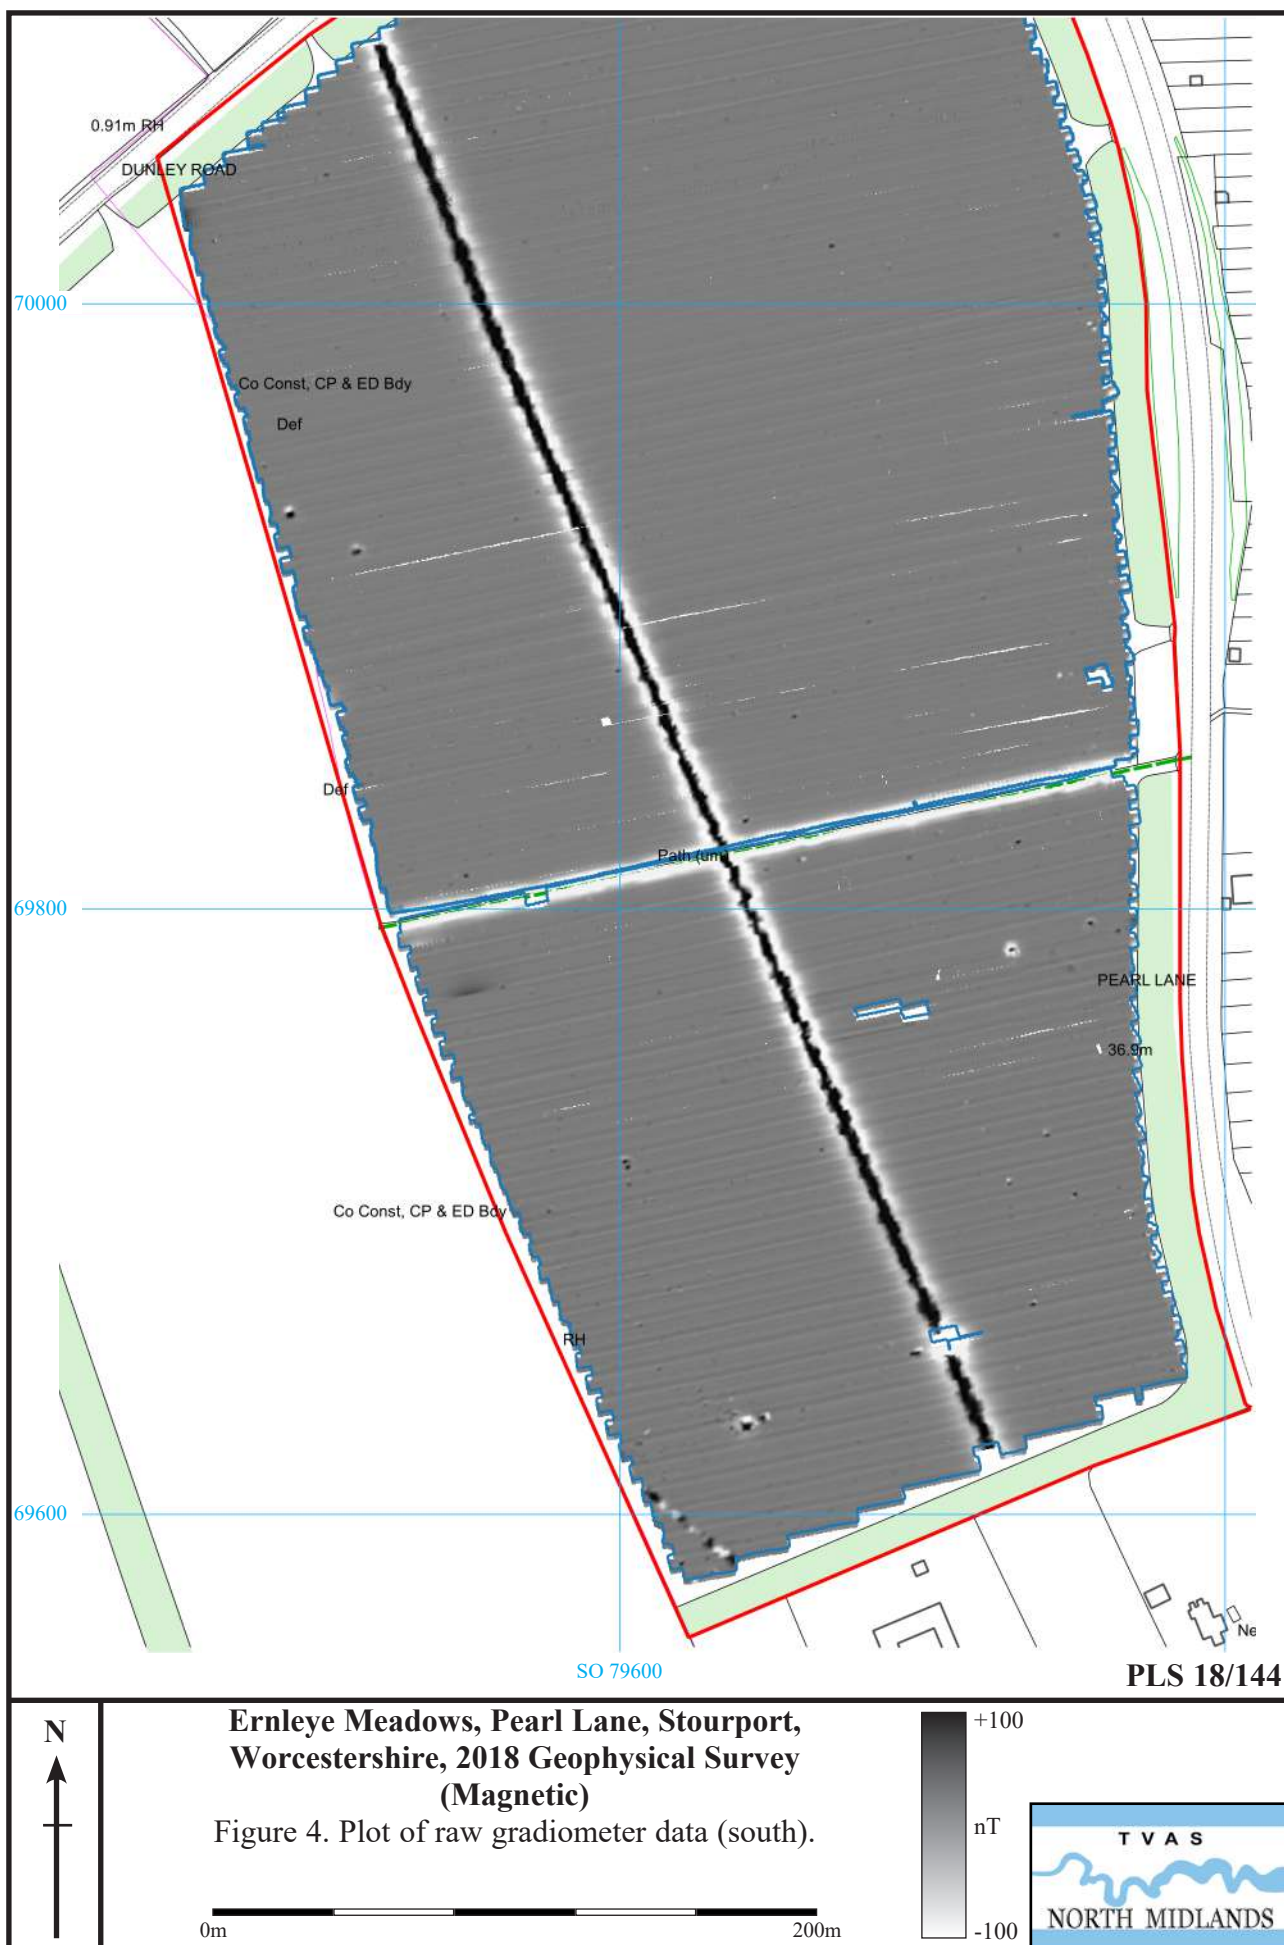 0.91m RH
DUNLEY ROAD
70000
Co Const, CP & ED Bdy
Def
Def
Path (um)
69800
PEARL LANE
36.9m
Co Const, CP & ED Bdy
RH
69600
Ne
SO 79600
PLS 18/144
N
Ernleye Meadows, Pearl Lane, Stourport,
Worcestershire, 2018 Geophysical Survey
(Magnetic)
Figure 4. Plot of raw gradiometer data (south).
0m
200m
+100
nT
-100
TVAS
NORTH MIDLANDS